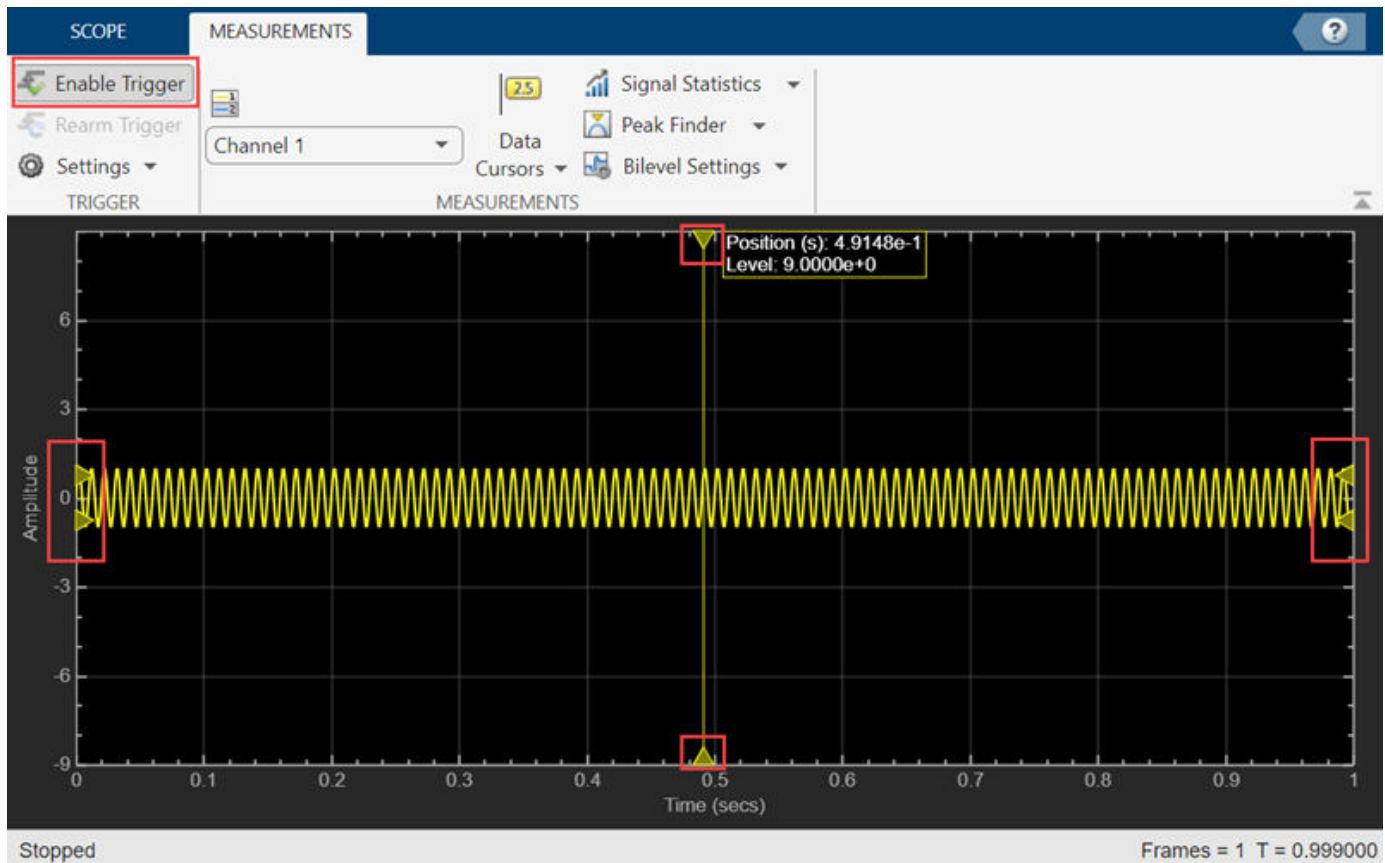 SCOPE
MEASUREMENTS
?
Enable Trigger
Rearm Trigger
Settings
TRIGGER
1
2
Channel 1
2.5
Data
Cursors
Signal Statistics
Peak Finder
Bilevel Settings
MEASUREMENTS
Position (s): 4.9148e-1
Level: 9.0000e+0
6
3
0
-3
-6
-9
Amplitude
0 0.1 0.2 0.3 0.4 0.5 0.6 0.7 0.8 0.9 1
Time (secs)
Stopped
Frames = 1 T = 0.999000